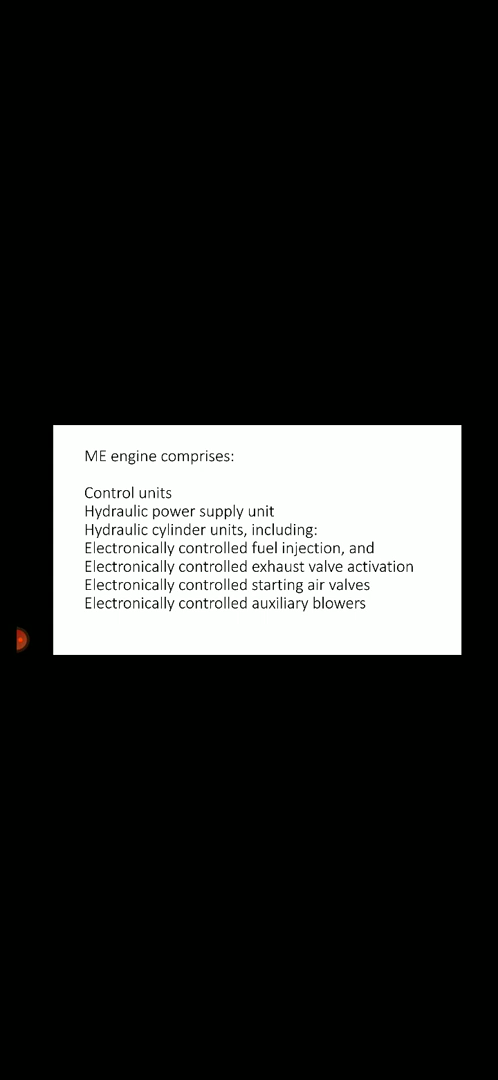 ME engine comprises:
Control units
Hydraulic power supply unit
Hydraulic cylinder units, including:
Electronically controlled fuel injection, and
Electronically controlled exhaust valve activation
Electronically controlled starting air valves
Electronically controlled auxiliary blowers